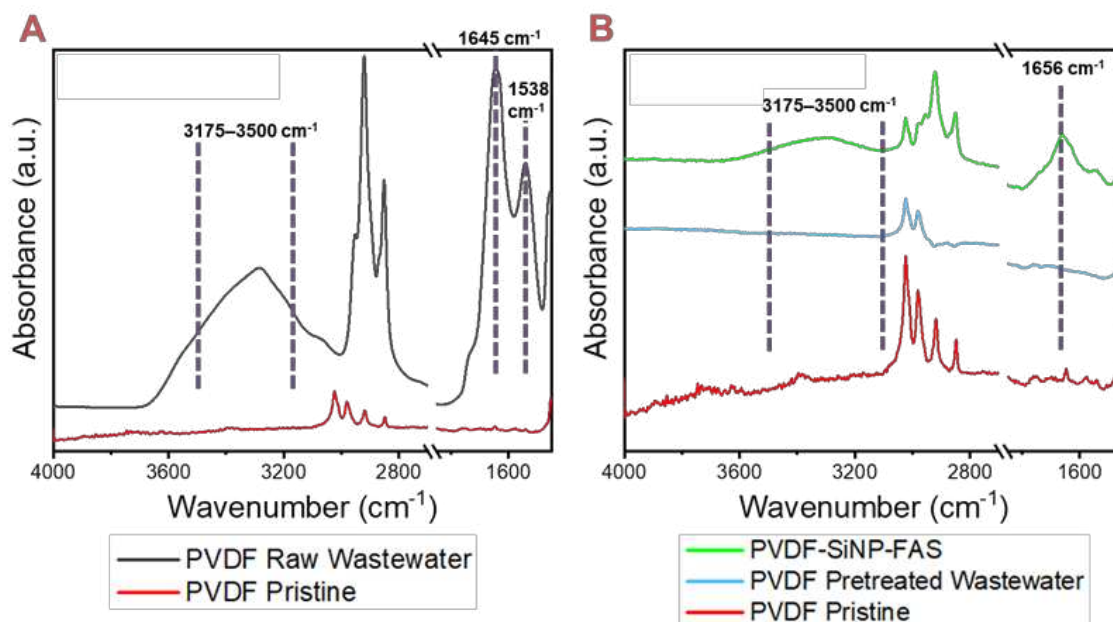 A
B
1645 cm⁻¹
1538
cm⁻¹
3175–3500 cm⁻¹
1656 cm⁻¹
3175–3500 cm⁻¹
Absorbance (a.u.)
Absorbance (a.u.)
4000 3600 3200 2800 1600
4000 3600 3200 2800 1600
Wavenumber (cm⁻¹)
Wavenumber (cm⁻¹)
PVDF Raw Wastewater
PVDF Pristine
PVDF-SiNP-FAS
PVDF Pretreated Wastewater
PVDF Pristine